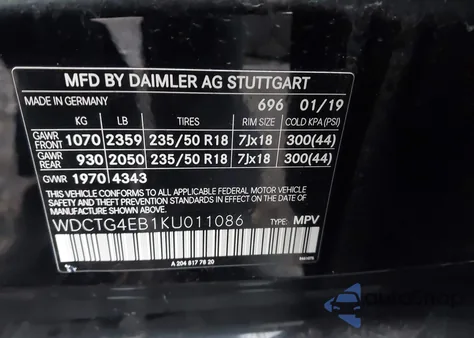 MFD BY DAIMLER AG STUTTGART
MADE IN GERMANY 696 01/19
KG LB TIRES RIM SIZE COLD KPA (PSI)
GAWR FRONT 1070 2359 235/50 R18 7Jx18 300(44)
GAWR REAR 930 2050 235/50 R18 7Jx18 300(44)
GVWR 1970 4343
THIS VEHICLE CONFORMS TO ALL APPLICABLE FEDERAL MOTOR VEHICLE
SAFETY AND THEFT PREVENTION STANDARDS IN EFFECT ON THE
DATE OF MANUFACTURE SHOWN ABOVE.
WDCTG4EB1KU011086 TYPE: MPV
A 204 817 78 20